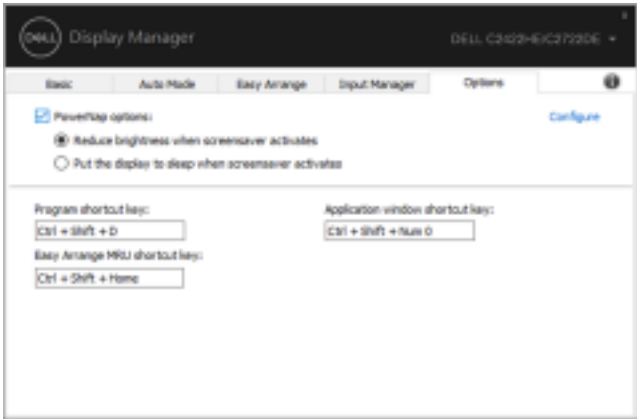 DELL Display Manager
DELL C2422HE/C2722DE
Basic Auto Mode Easy Arrange Input Manager Options
PowerNap options: Configure
Reduce brightness when screensaver activates
Put the display to sleep when screensaver activates
Program shortcut key: Application window shortcut key:
Ctrl + Shift + D Ctrl + Shift + Num 0
Easy Arrange MRU shortcut key:
Ctrl + Shift + Home